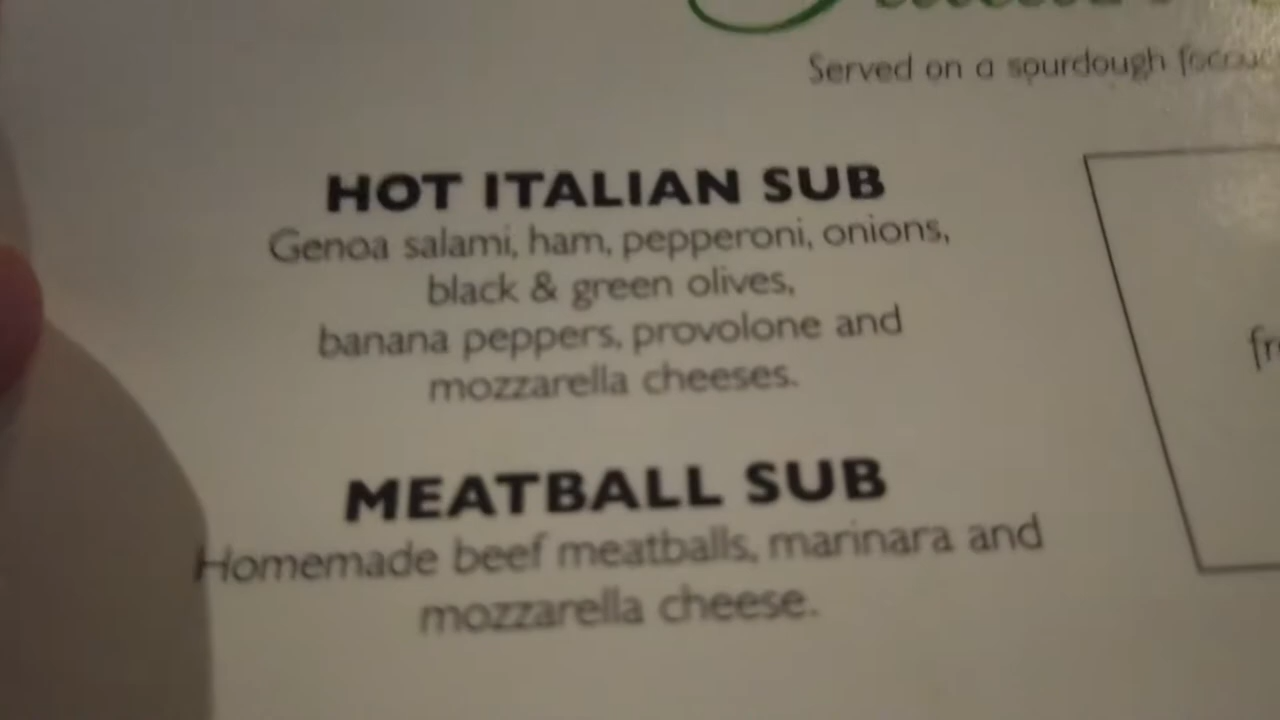 Served on a sourdough
HOT ITALIAN SUB
Genoa salami, ham, pepperoni, onions,
black & green olives,
banana peppers, provolone and
mozzarella cheeses.
MEATBALL SUB
Homemade beef meatballs, marinara and
mozzarella cheese.